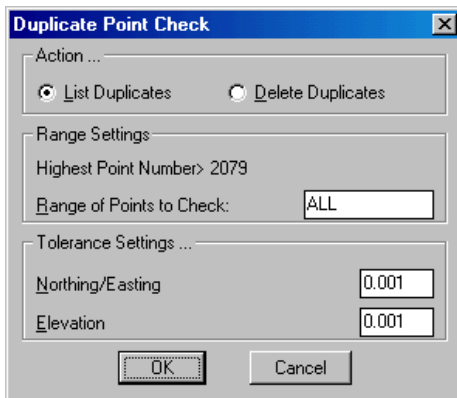 Duplicate Point Check
Action ...
List Duplicates Delete Duplicates
Range Settings
Highest Point Number> 2079
Range of Points to Check: ALL
Tolerance Settings ...
Northing/Easting 0.001
Elevation 0.001
OK Cancel